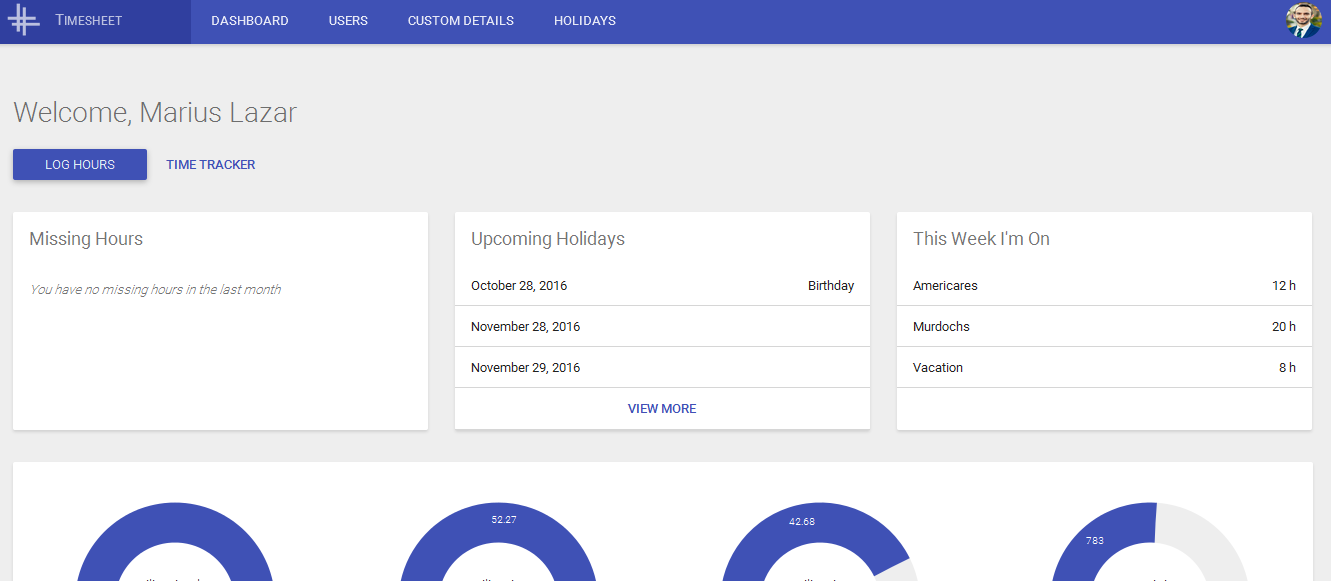 Timesheet
DASHBOARD
USERS
CUSTOM DETAILS
HOLIDAYS
Welcome, Marius Lazar
LOG HOURS
TIME TRACKER
Missing Hours
You have no missing hours in the last month
Upcoming Holidays
October 28, 2016 Birthday
November 28, 2016
November 29, 2016
VIEW MORE
This Week I'm On
Americares 12 h
Murdochs 20 h
Vacation 8 h
52.27
42.68
783